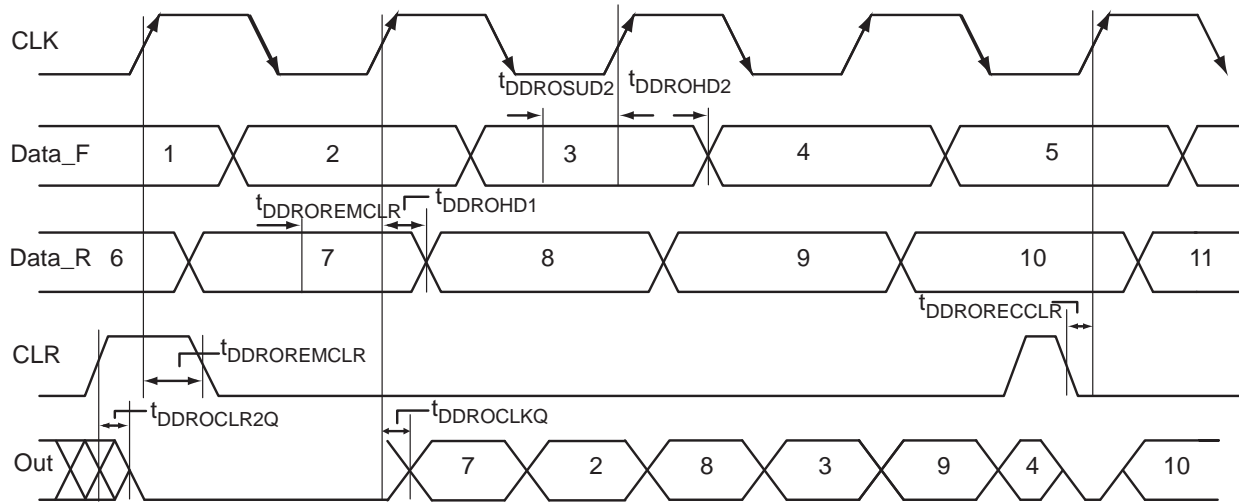 CLK
tDDROSUD2 tDDROHD2
Data_F 1 2 3 4 5
tDDROREMCLR tDDROHD1
Data_R 6 7 8 9 10 11
tDDRORECCLR
CLR tDDROREMCLR
tDDROCLR2Q tDDROCLKQ
Out 7 2 8 3 9 4 10